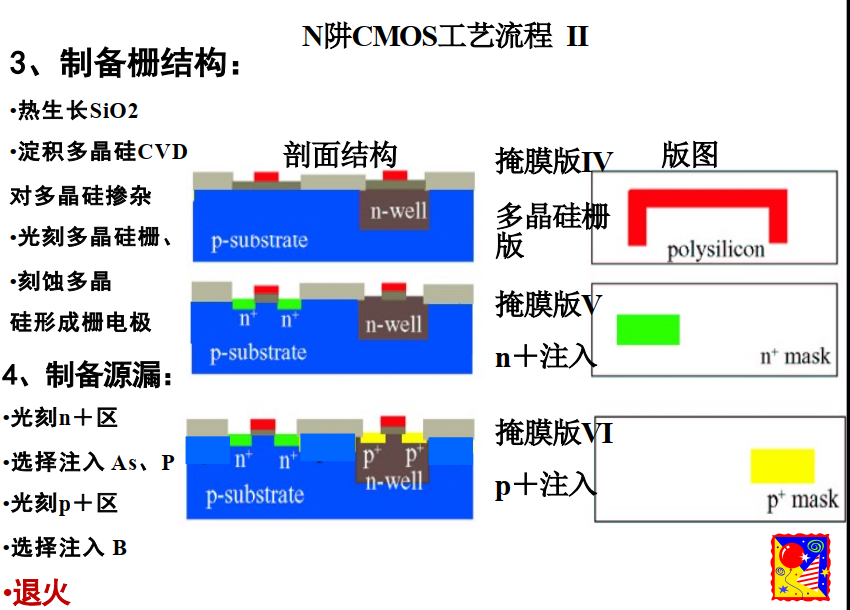 N阱CMOS工艺流程 II
3、制备栅结构：
•热生长SiO2
•淀积多晶硅CVD
对多晶硅掺杂
•光刻多晶硅栅、
•刻蚀多晶
硅形成栅电极
4、制备源漏：
•光刻n＋区
•选择注入 As、P
•光刻p＋区
•选择注入 B
•退火
剖面结构
n-well
p-substrate
n+ n+
n-well
p-substrate
n+ n+ p+ p+
n-well
p-substrate
掩膜版IV
多晶硅栅
版
版图
polysilicon
掩膜版V
n＋注入
n+ mask
掩膜版VI
p＋注入
p+ mask